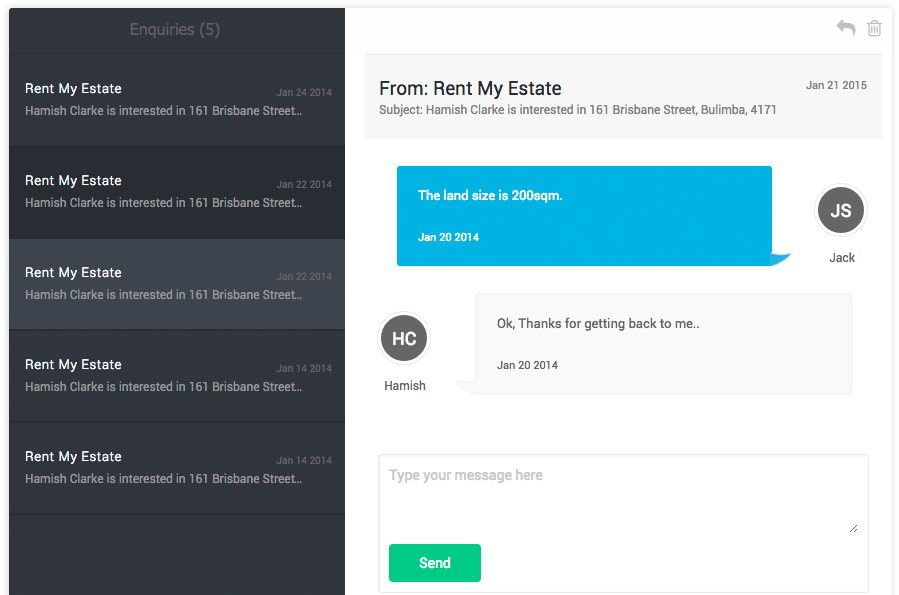 Enquiries (5)
Rent My Estate
Jan 24 2014
Hamish Clarke is interested in 161 Brisbane Street...
Rent My Estate
Jan 22 2014
Hamish Clarke is interested in 161 Brisbane Street...
Rent My Estate
Jan 22 2014
Hamish Clarke is interested in 161 Brisbane Street...
Rent My Estate
Jan 14 2014
Hamish Clarke is interested in 161 Brisbane Street...
Rent My Estate
Jan 14 2014
Hamish Clarke is interested in 161 Brisbane Street...
From: Rent My Estate
Jan 21 2015
Subject: Hamish Clarke is interested in 161 Brisbane Street, Bulimba, 4171
The land size is 200sqm.
Jan 20 2014
JS
Jack
HC
Hamish
Ok, Thanks for getting back to me..
Jan 20 2014
Type your message here
Send